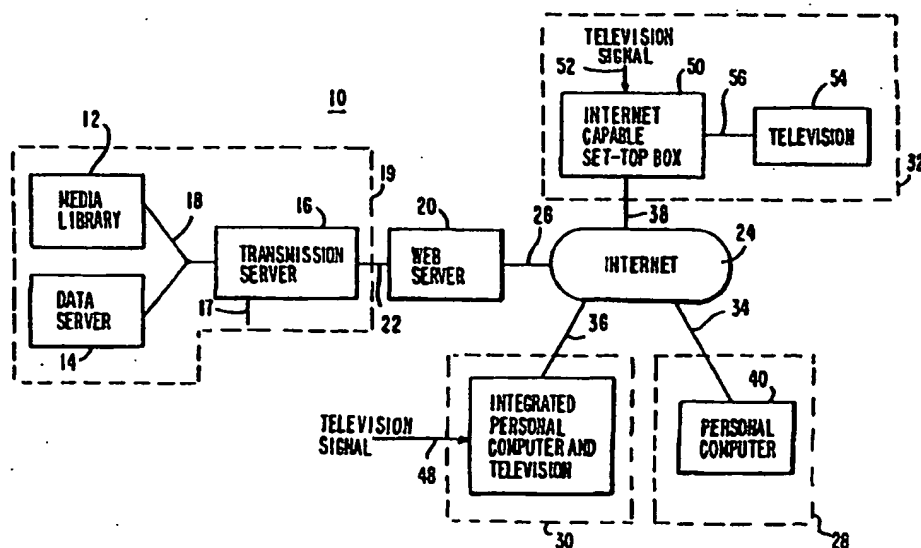 TELEVISION
SIGNAL
52
50
56
54
10
12
19
INTERNET
CAPABLE
SET-TOP BOX
TELEVISION
32
MEDIA
LIBRARY
18
16
20
38
24
TRANSMISSION
SERVER
WEB
SERVER
26
INTERNET
DATA
SERVER
17
22
14
36
34
40
TELEVISION
SIGNAL
48
INTEGRATED
PERSONAL
COMPUTER AND
TELEVISION
PERSONAL
COMPUTER
30
28